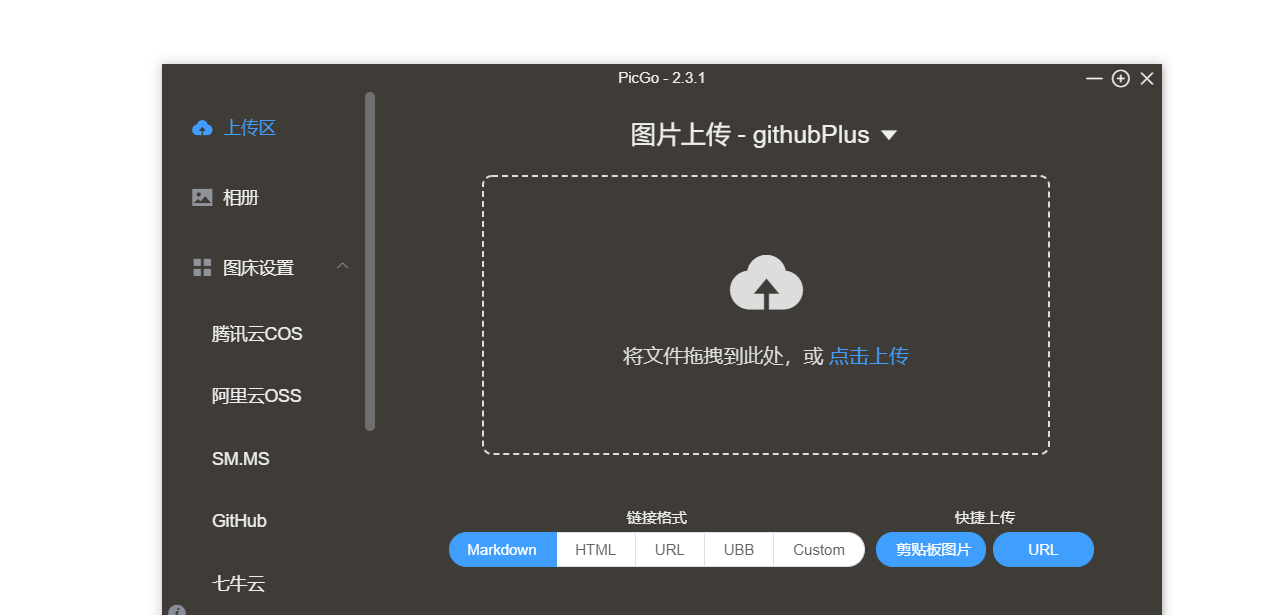 PicGo - 2.3.1
上传区
相册
图床设置
腾讯云COS
阿里云OSS
SM.MS
GitHub
七牛云
图片上传 - githubPlus
将文件拖拽到此处，或 点击上传
链接格式
Markdown HTML URL UBB Custom
快捷上传
剪贴板图片 URL